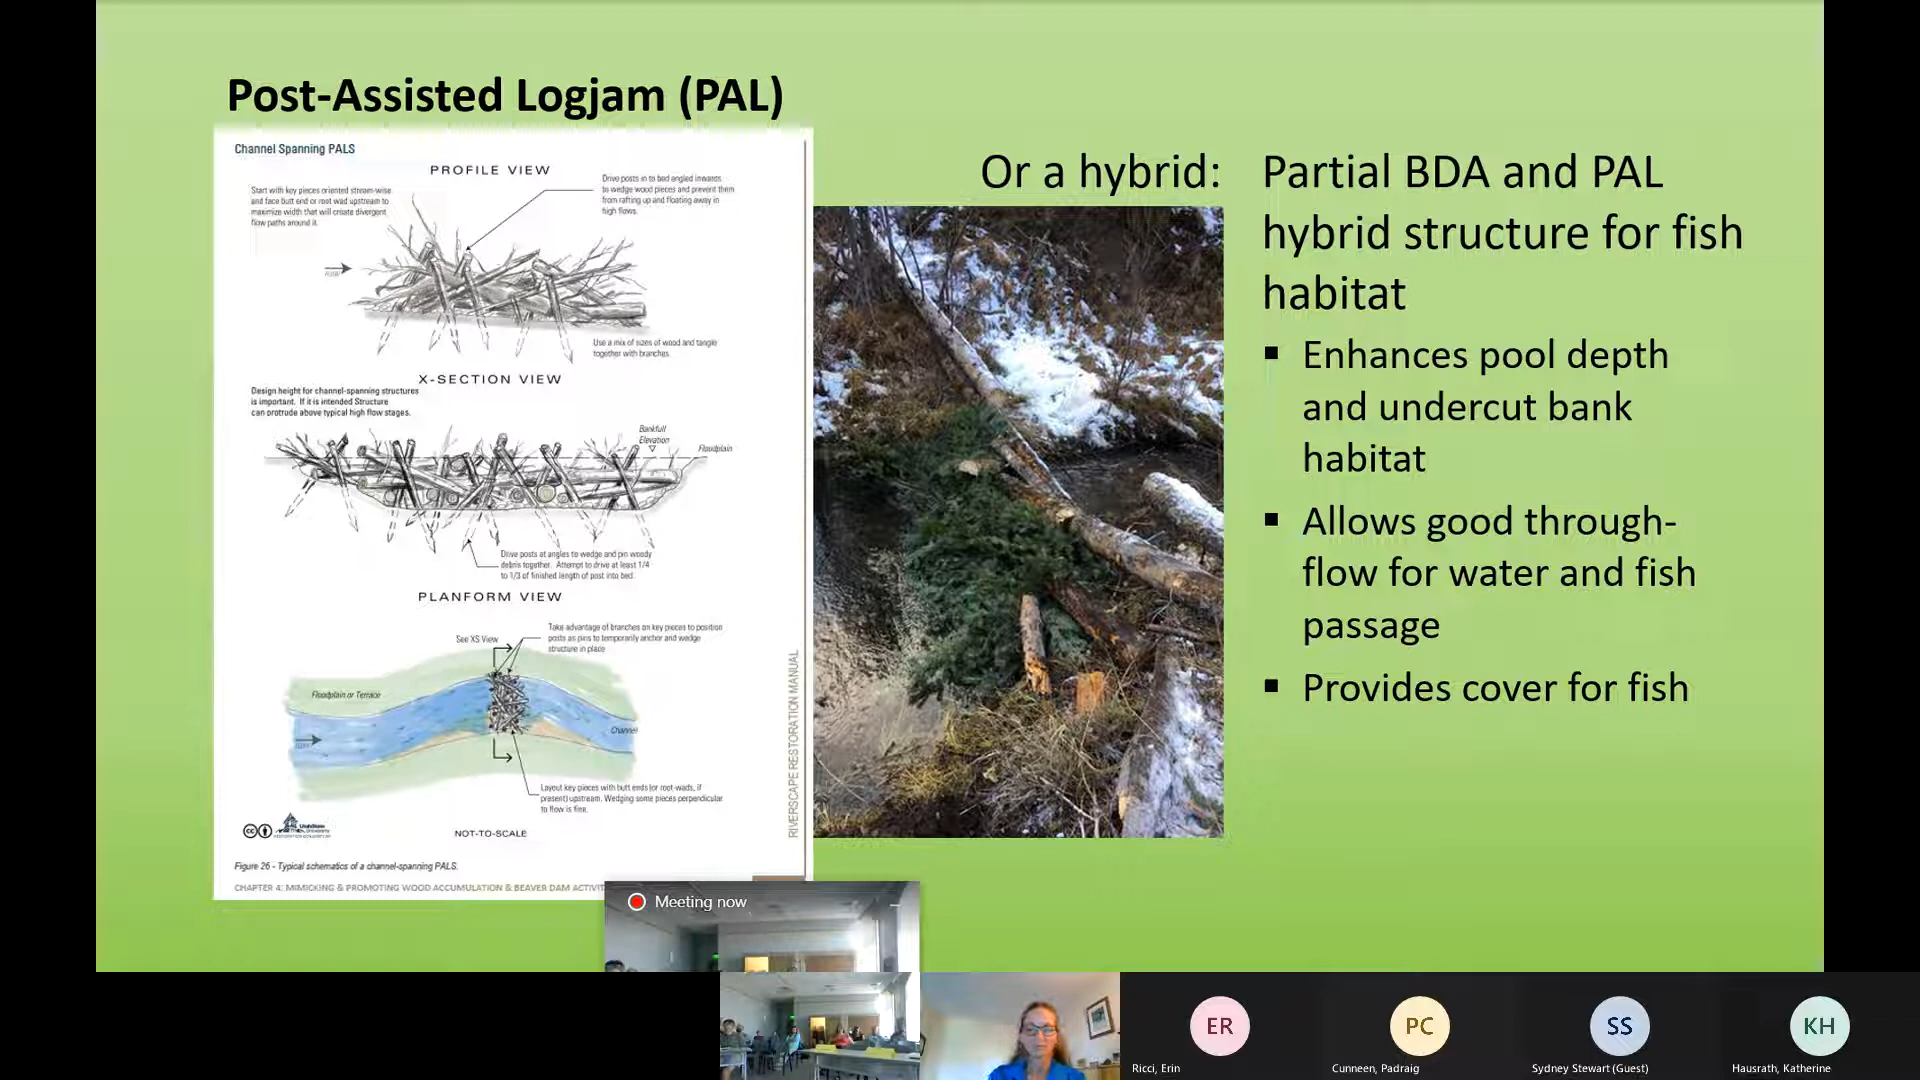 Post-Assisted Logjam (PAL)
Channel Spanning PALS
PROFILE VIEW
Start with key pieces oriented stream-wise
and face butt end or root wad upstream to
maximize width that will create divergent
flow paths around it.
Drive posts in to bed angled inwards
to wedge wood pieces and prevent them
from rafting up and floating away in
high flows.
Use a mix of sizes of wood and tangle
together with branches.
X-SECTION VIEW
Design height for channel-spanning structures
is important. If it is intended Structure
can protrude above typical high flow stages.
Bankfull
Elevation
Floodplain
Drive posts at angles to wedge and pin woody
debris together. Attempt to drive at least 1/4
to 1/3 of finished length of post into bed.
PLANFORM VIEW
See XS View
Take advantage of branches on key pieces to position
posts as pins to temporarily anchor and wedge
structure in place
Floodplain or Terrace
Channel
Layout key pieces with butt ends (or root-wads, if
present) upstream. Wedging some pieces perpendicular
to flow is fine.
NOT-TO-SCALE
RIVERSCAPE RESTORATION MANUAL
Figure 26 - Typical schematics of a channel-spanning PALS.
CHAPTER 4: MIMICKING & PROMOTING WOOD ACCUMULATION & BEAVER DAM
Or a hybrid:
Partial BDA and PAL
hybrid structure for fish
habitat
▪ Enhances pool depth
and undercut bank
habitat
▪ Allows good through-
flow for water and fish
passage
▪ Provides cover for fish
Meeting now
ER
PC
SS
KH
Ricci, Erin
Cunneen, Padraig
Sydney Stewart (Guest)
Hausrath, Katherine